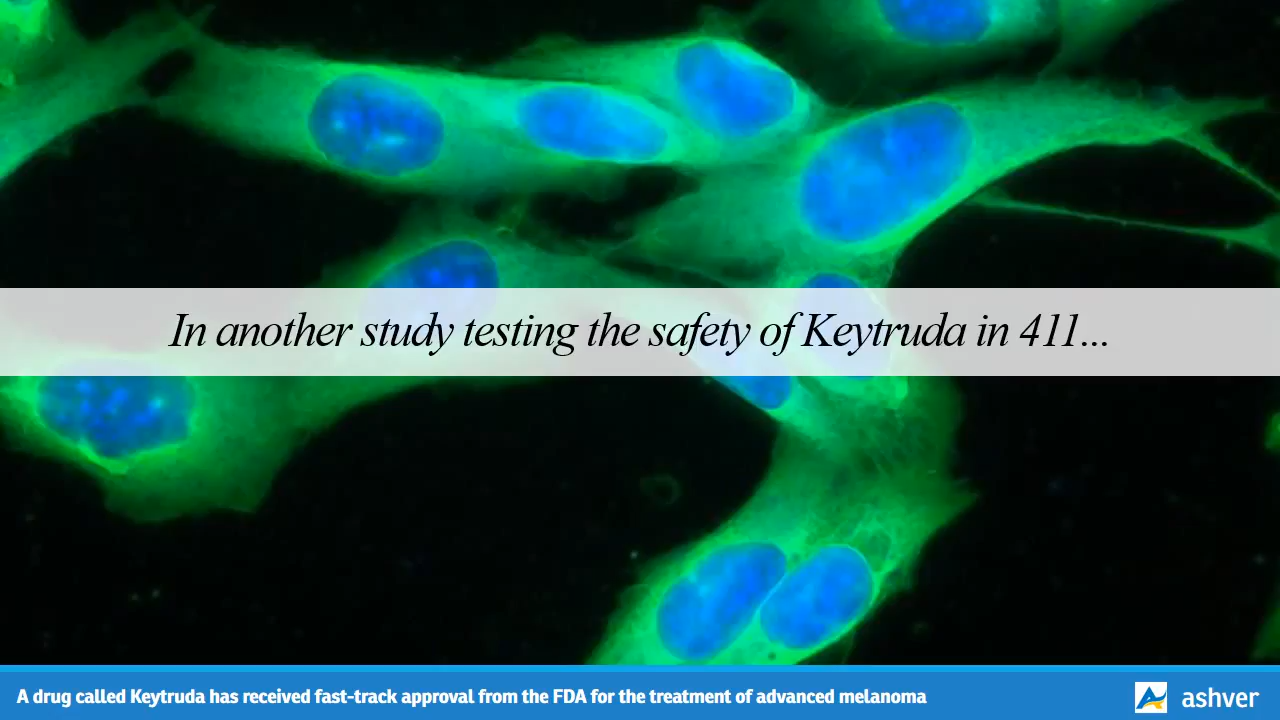 In another study testing the safety of Keytruda in 411...
A drug called Keytruda has received fast-track approval from the FDA for the treatment of advanced melanoma
ashver